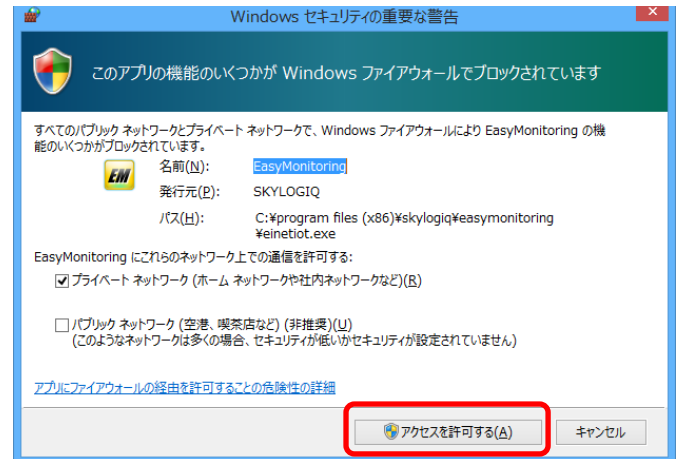 Windows セキュリティの重要な警告
このアプリの機能のいくつかが Windows ファイアウォールでブロックされています
すべてのパブリック ネットワークとプライベート ネットワークで、Windows ファイアウォールにより EasyMonitoring の機
能のいくつかがブロックされています。
EM
名前(N): EasyMonitoring
発行元(P): SKYLOGIQ
パス(H): C:¥program files (x86)¥skylogiq¥easymonitoring
¥einetiot.exe
EasyMonitoring にこれらのネットワーク上での通信を許可する:
プライベート ネットワーク (ホーム ネットワークや社内ネットワークなど)(R)
パブリック ネットワーク (空港、喫茶店など) (非推奨)(U)
(このようなネットワークは多くの場合、セキュリティが低いかセキュリティが設定されていません)
アプリにファイアウォールの経由を許可することの危険性の詳細
アクセスを許可する(A)
キャンセル